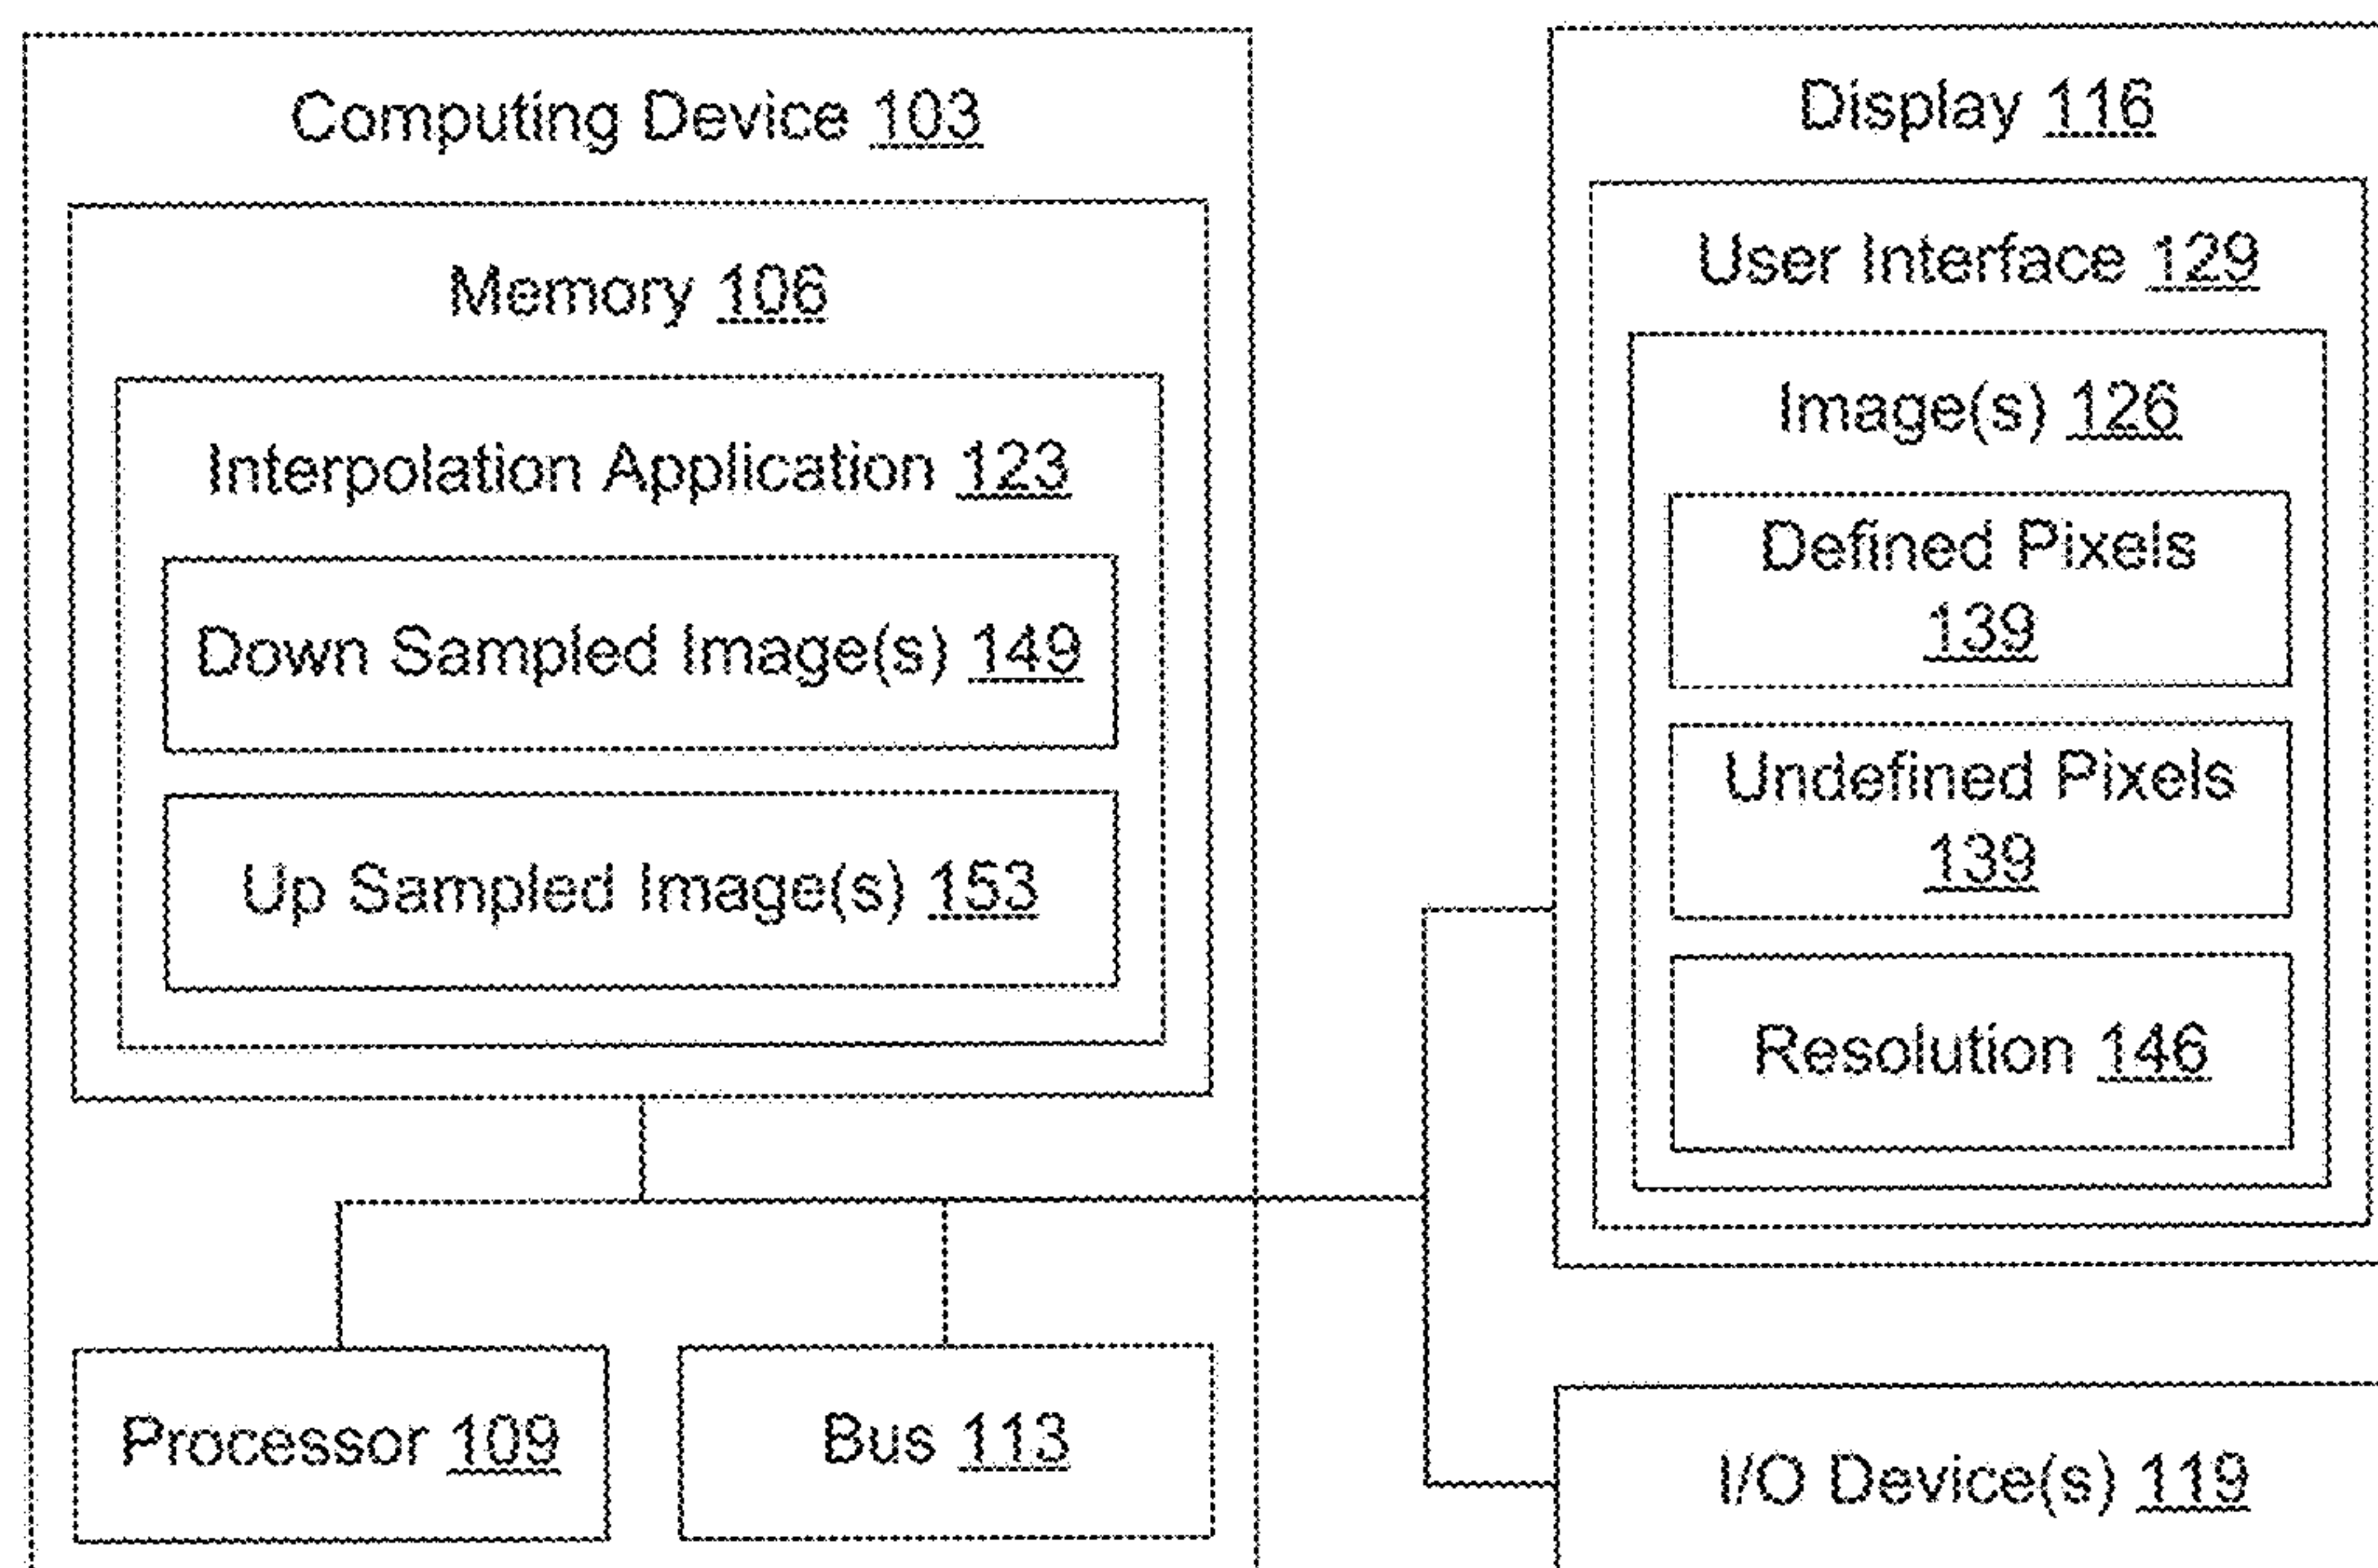 Computing Device 103
Memory 106
Interpolation Application 123
Down Sampled Image(s) 149
Up Sampled Image(s) 153
Processor 109
Bus 113
Display 116
User Interface 129
Image(s) 126
Defined Pixels
139
Undefined Pixels
139
Resolution 146
I/O Device(s) 119